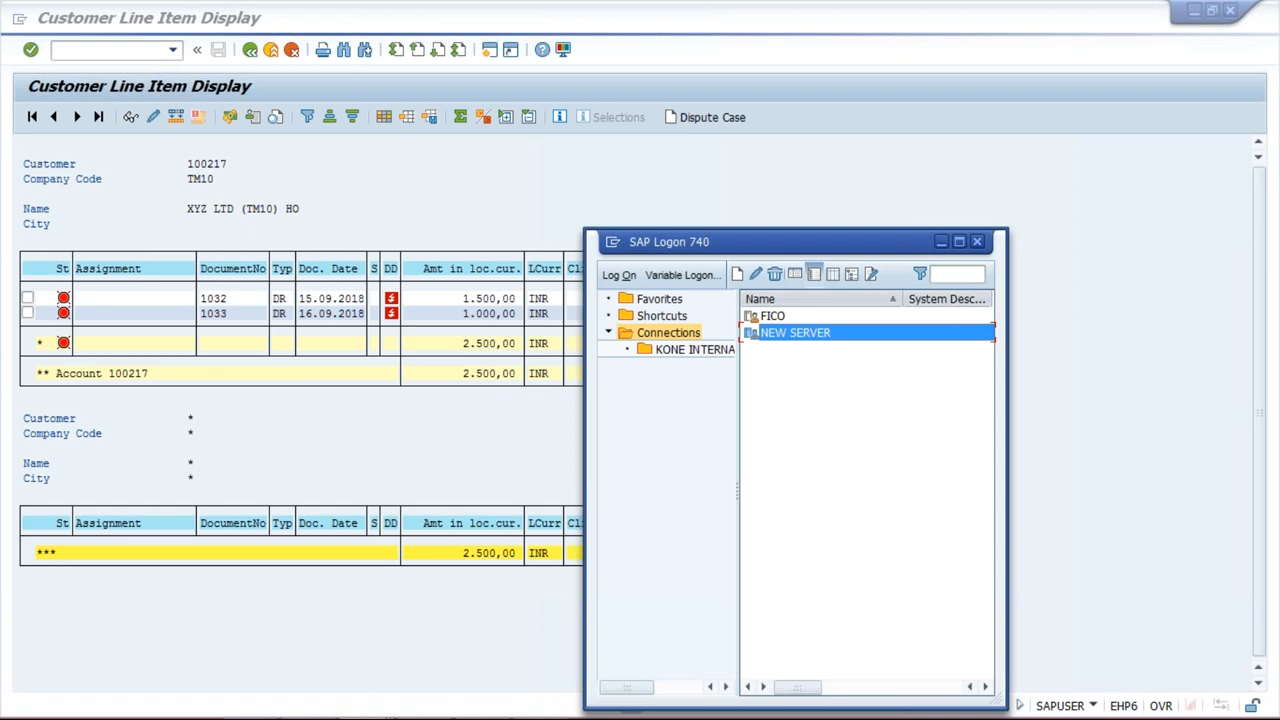 Customer Line Item Display
Customer Line Item Display
Selections
Dispute Case
Customer 100217
Company Code TM10
Name XYZ LTD (TM10) HO
City
St Assignment DocumentNo Typ Doc. Date S DD Amt in loc.cur. LCurr Cl
1032 DR 15.09.2018 1.500,00 INR
1033 DR 16.09.2018 1.000,00 INR
* 2.500,00 INR
** Account 100217 2.500,00 INR
Customer *
Company Code *
Name *
City *
St Assignment DocumentNo Typ Doc. Date S DD Amt in loc.cur. LCurr Cl
*** 2.500,00 INR
SAP Logon 740
Log On Variable Logon...
Favorites
Shortcuts
Connections
KONE INTERNA
Name System Desc...
FICO
NEW SERVER
SAPUSER EHP6 OVR